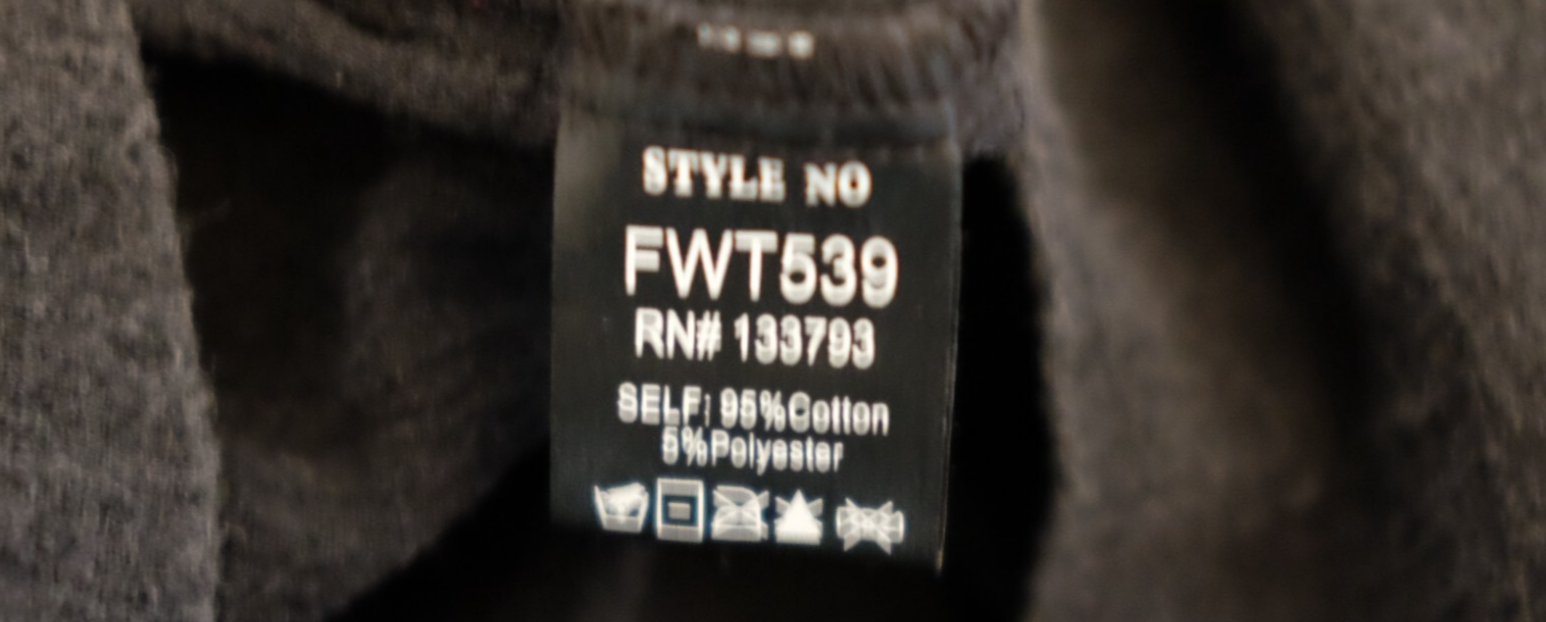 STYLE NO
FWT539
RN# 133793
SELF: 95%Cotton
5%Polyester